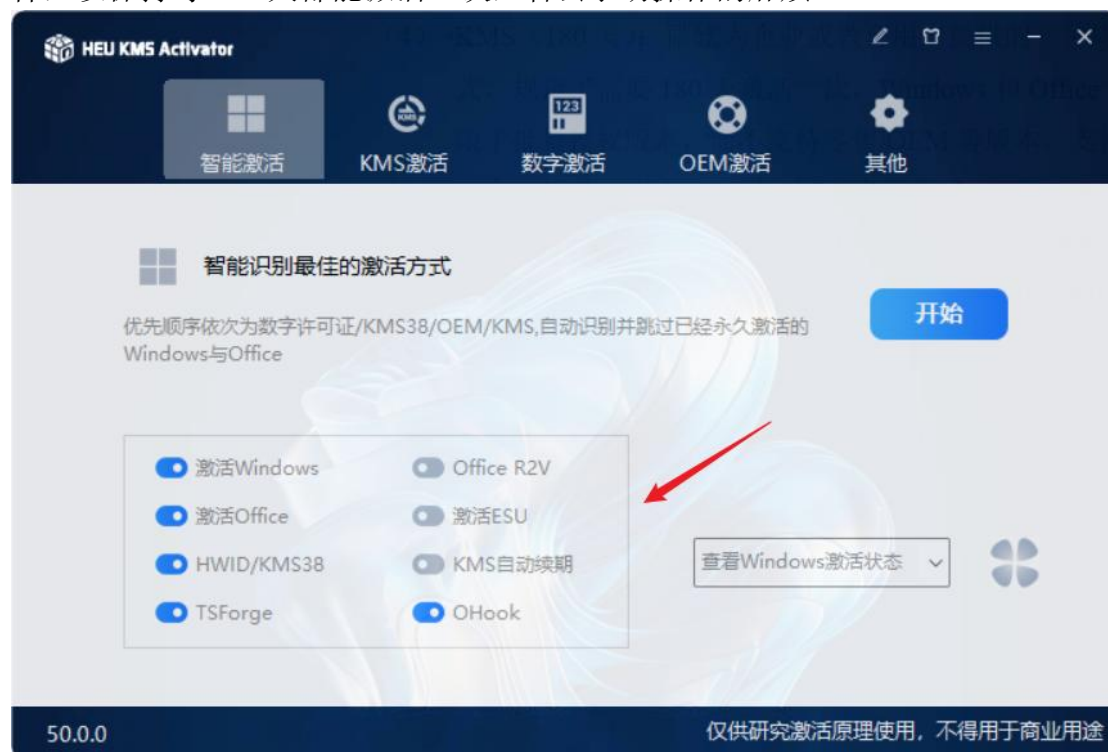 HEU KMS Activator
智能激活
KMS激活
数字激活
OEM激活
其他
智能识别最佳的激活方式
优先顺序依次为数字许可证/KMS38/OEM/KMS,自动识别并跳过已经永久激活的
Windows与Office
开始
激活Windows
Office R2V
激活Office
激活ESU
HWID/KMS38
KMS自动续期
TSForge
OHook
查看Windows激活状态
50.0.0
仅供研究激活原理使用，不得用于商业用途